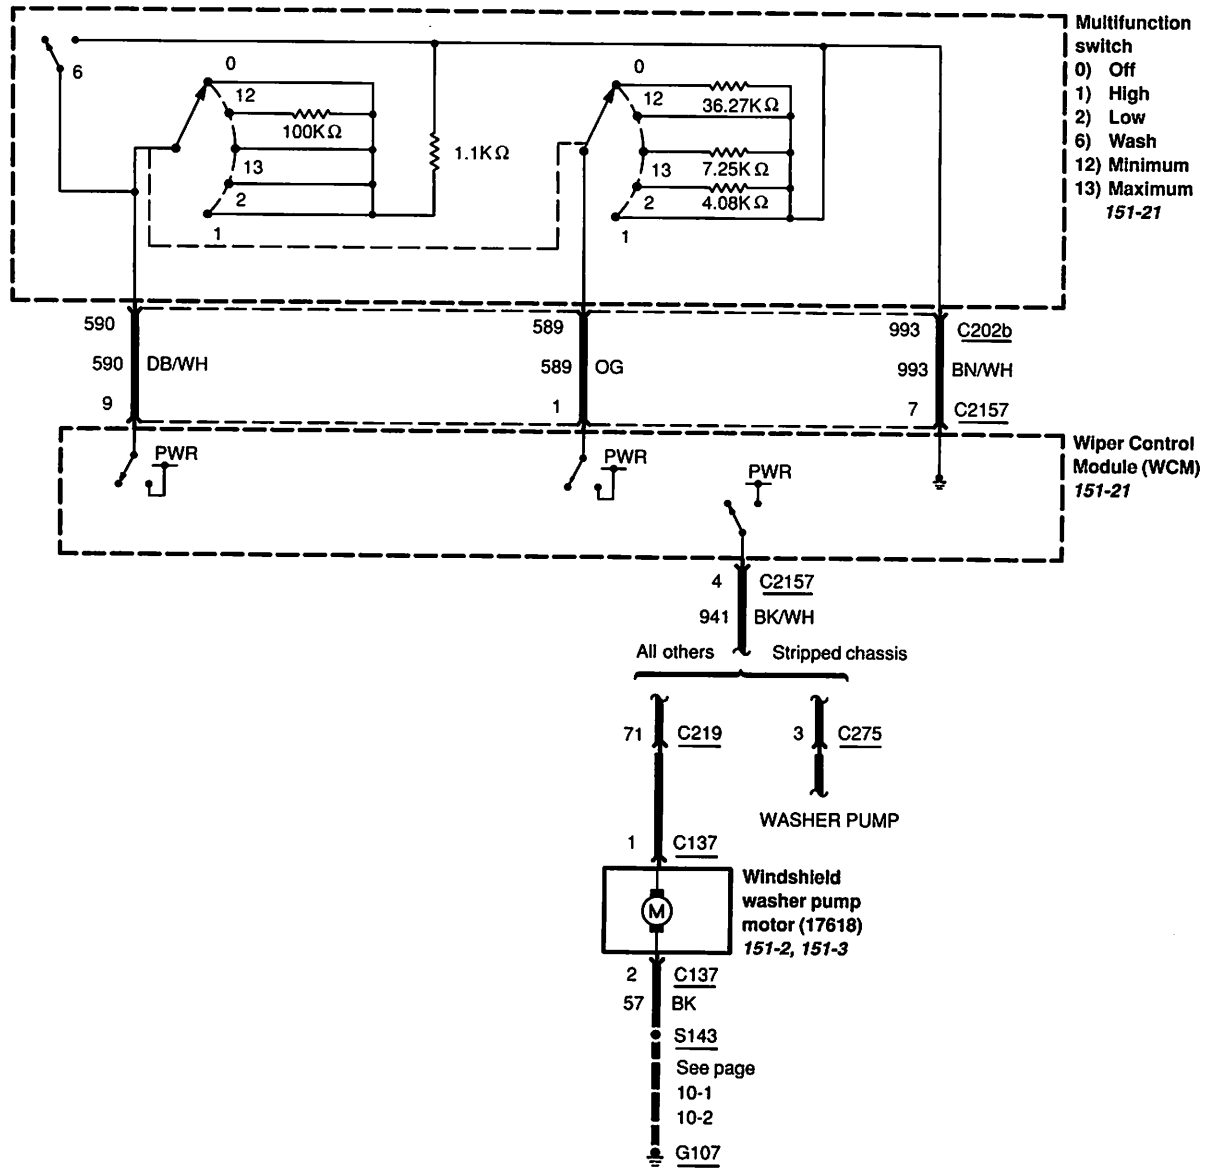 Multifunction
switch
0) Off
1) High
2) Low
6) Wash
12) Minimum
13) Maximum
151-21
6
0
12
100KΩ
13
2
1
1.1KΩ
0
12
36.27KΩ
13
7.25KΩ
2
4.08KΩ
1
590
589
993
C202b
590 DB/WH
589 OG
993 BN/WH
9
1
7
C2157
Wiper Control
Module (WCM)
151-21
PWR
PWR
PWR
4
C2157
941 BK/WH
All others
Stripped chassis
71
C219
3
C275
WASHER PUMP
1
C137
Windshield
washer pump
motor (17618)
151-2, 151-3
M
2
C137
57 BK
S143
See page
10-1
10-2
G107